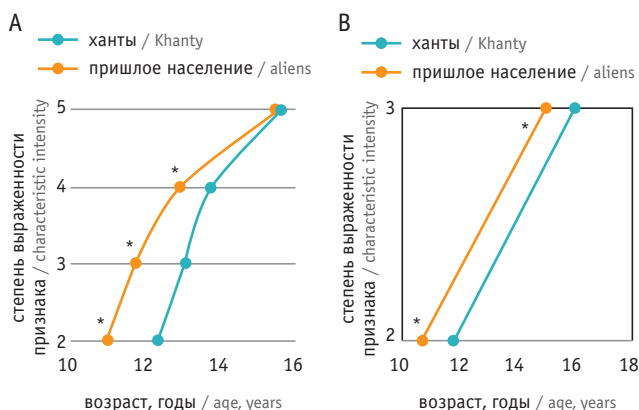 A
ханты / Khanty
пришлое население / aliens
5
4
3
2
*
*
*
степень выраженности
признака / characteristic intensity
10 12 14 16
возраст, годы / age, years
B
ханты / Khanty
пришлое население / aliens
3
2
*
*
степень выраженности
признака / characteristic intensity
10 12 14 16 18
возраст, годы / age, years